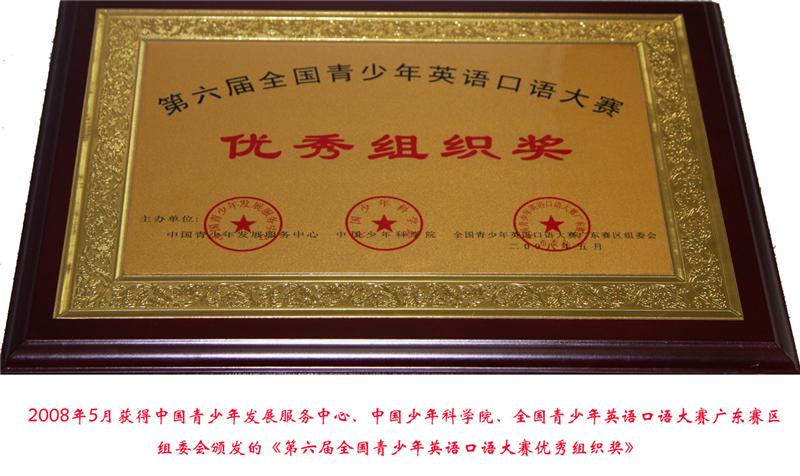 第六届全国青少年英语口语大赛
优秀组织奖
主办单位:
中国青少年发展服务中心 中国少年科学院 全国青少年英语口语大赛广东赛区组委会
二〇〇八年五月
2008年5月获得中国青少年发展服务中心、中国少年科学院、全国青少年英语口语大赛广东赛区
组委会颁发的《第六届全国青少年英语口语大赛优秀组织奖》